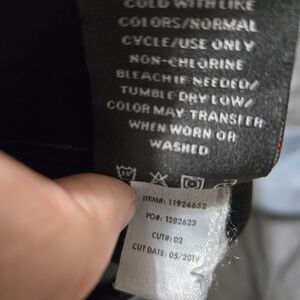 COLD WITH LIKE
COLORS/NORMAL
CYCLE/USE ONLY
NON-CHLORINE
BLEACH IF NEEDED/
TUMBLE DRY LOW/
COLOR MAY TRANSFER
WHEN WORN OR
WASHED
ITEM#: 11924652
PO#: 1282623
CUT#: 02
CUT DATE: 05/2019